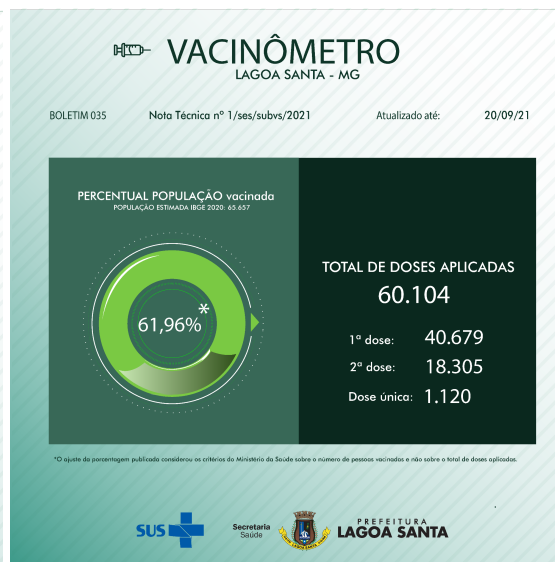 VACINÔMETRO
LAGOA SANTA - MG
BOLETIM 035 Nota Técnica nº 1/ses/subvs/2021 Atualizado até: 20/09/21
PERCENTUAL POPULAÇÃO vacinada
POPULAÇÃO ESTIMADA IBGE 2020: 65.657
61,96% *
TOTAL DE DOSES APLICADAS
60.104
1ª dose: 40.679
2ª dose: 18.305
Dose única: 1.120
*O ajuste da porcentagem publicada considerou os critérios do Ministério da Saúde sobre o número de pessoas vacinadas e não sobre o total de doses aplicadas.
SUS
Secretaria
Saúde
LAGOA SANTA
PREFEITURA
LAGOA SANTA